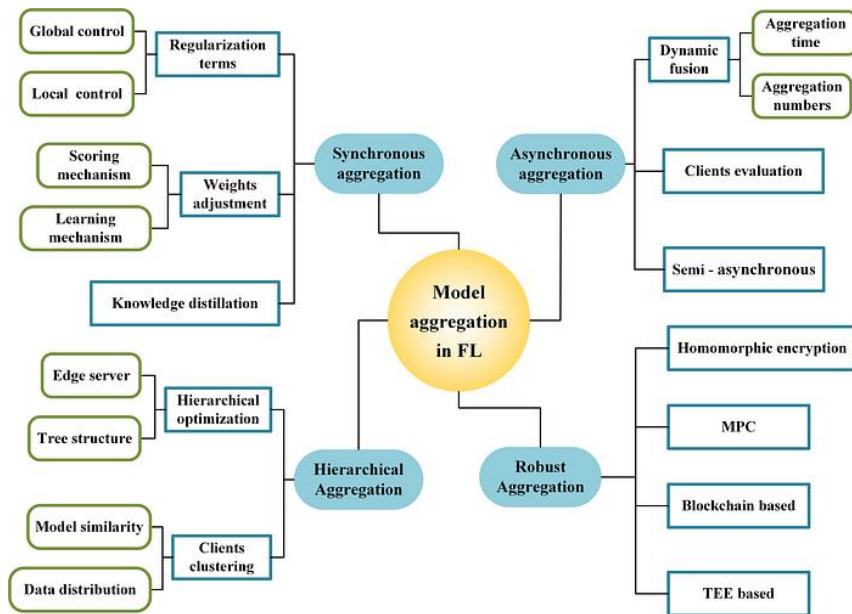 Global control
Local control
Regularization
terms
Scoring
mechanism
Learning
mechanism
Weights
adjustment
Knowledge distillation
Synchronous
aggregation
Asynchronous
aggregation
Dynamic
fusion
Aggregation
time
Aggregation
numbers
Clients evaluation
Semi - asynchronous
Model
aggregation
in FL
Edge server
Tree structure
Hierarchical
optimization
Model similarity
Data distribution
Clients
clustering
Hierarchical
Aggregation
Robust
Aggregation
Homomorphic encryption
MPC
Blockchain based
TEE based